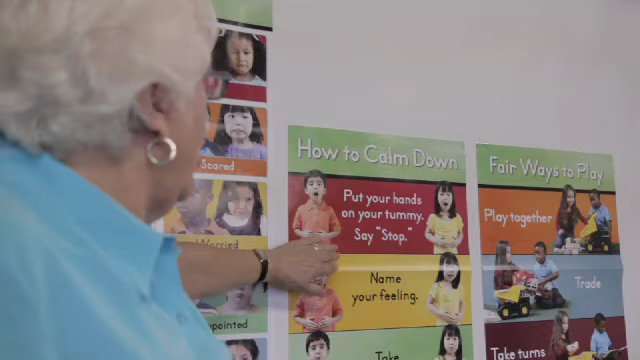 Scared
Worried
How to Calm Down
Put your hands
on your tummy.
Say "Stop."
Name
your feeling.
Take
Fair Ways to Play
Play together
Trade
Take turns